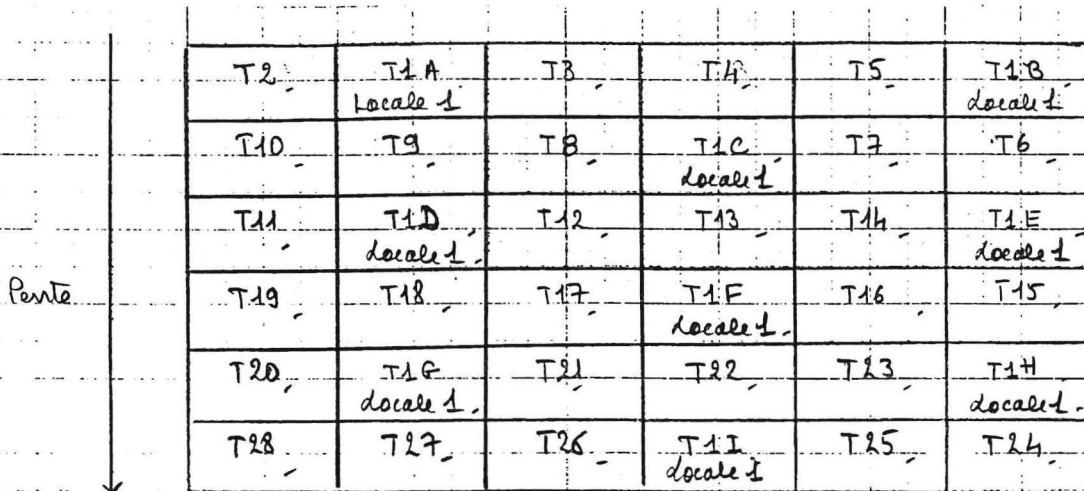 T2 T1A T3 T4 T5 T1B
Locale 1 Locale 1
T10 T9 T8 T1C T7 T6
Locale 1
T11 T1D T12 T13 T14 T1E
Locale 1 Locale 1
Pente T19 T18 T17 T1F T16 T15
Locale 1
T20 T1G T21 T22 T23 T1H
Locale 1 Locale 1
T28 T27 T26 T1I T25 T24
Locale 1